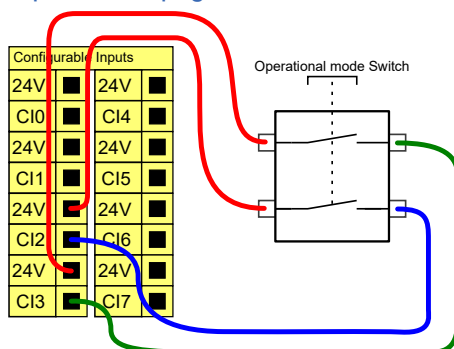 Configurable Inputs
Operational mode Switch
24V 24V
CI0 CI4
24V 24V
CI1 CI5
24V 24V
CI2 CI6
24V 24V
CI3 CI7